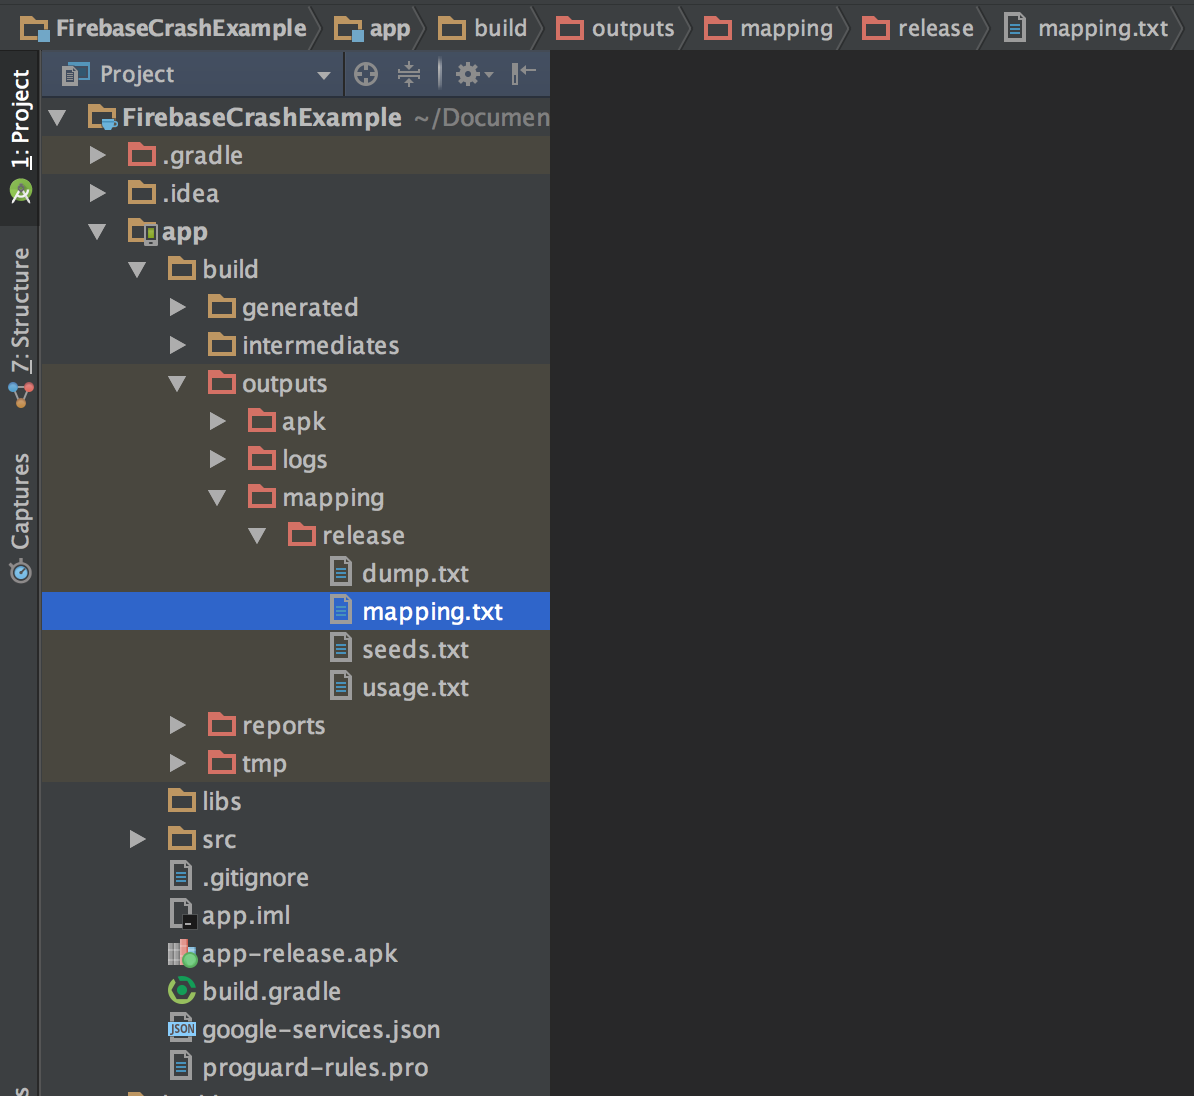 FirebaseCrashExample app build outputs mapping release mapping.txt
Project
1: Project
7: Structure
Captures
FirebaseCrashExample ~/Documen
.gradle
.idea
app
build
generated
intermediates
outputs
apk
logs
mapping
release
dump.txt
mapping.txt
seeds.txt
usage.txt
reports
tmp
libs
src
.gitignore
app.iml
app-release.apk
build.gradle
JSON google-services.json
proguard-rules.pro